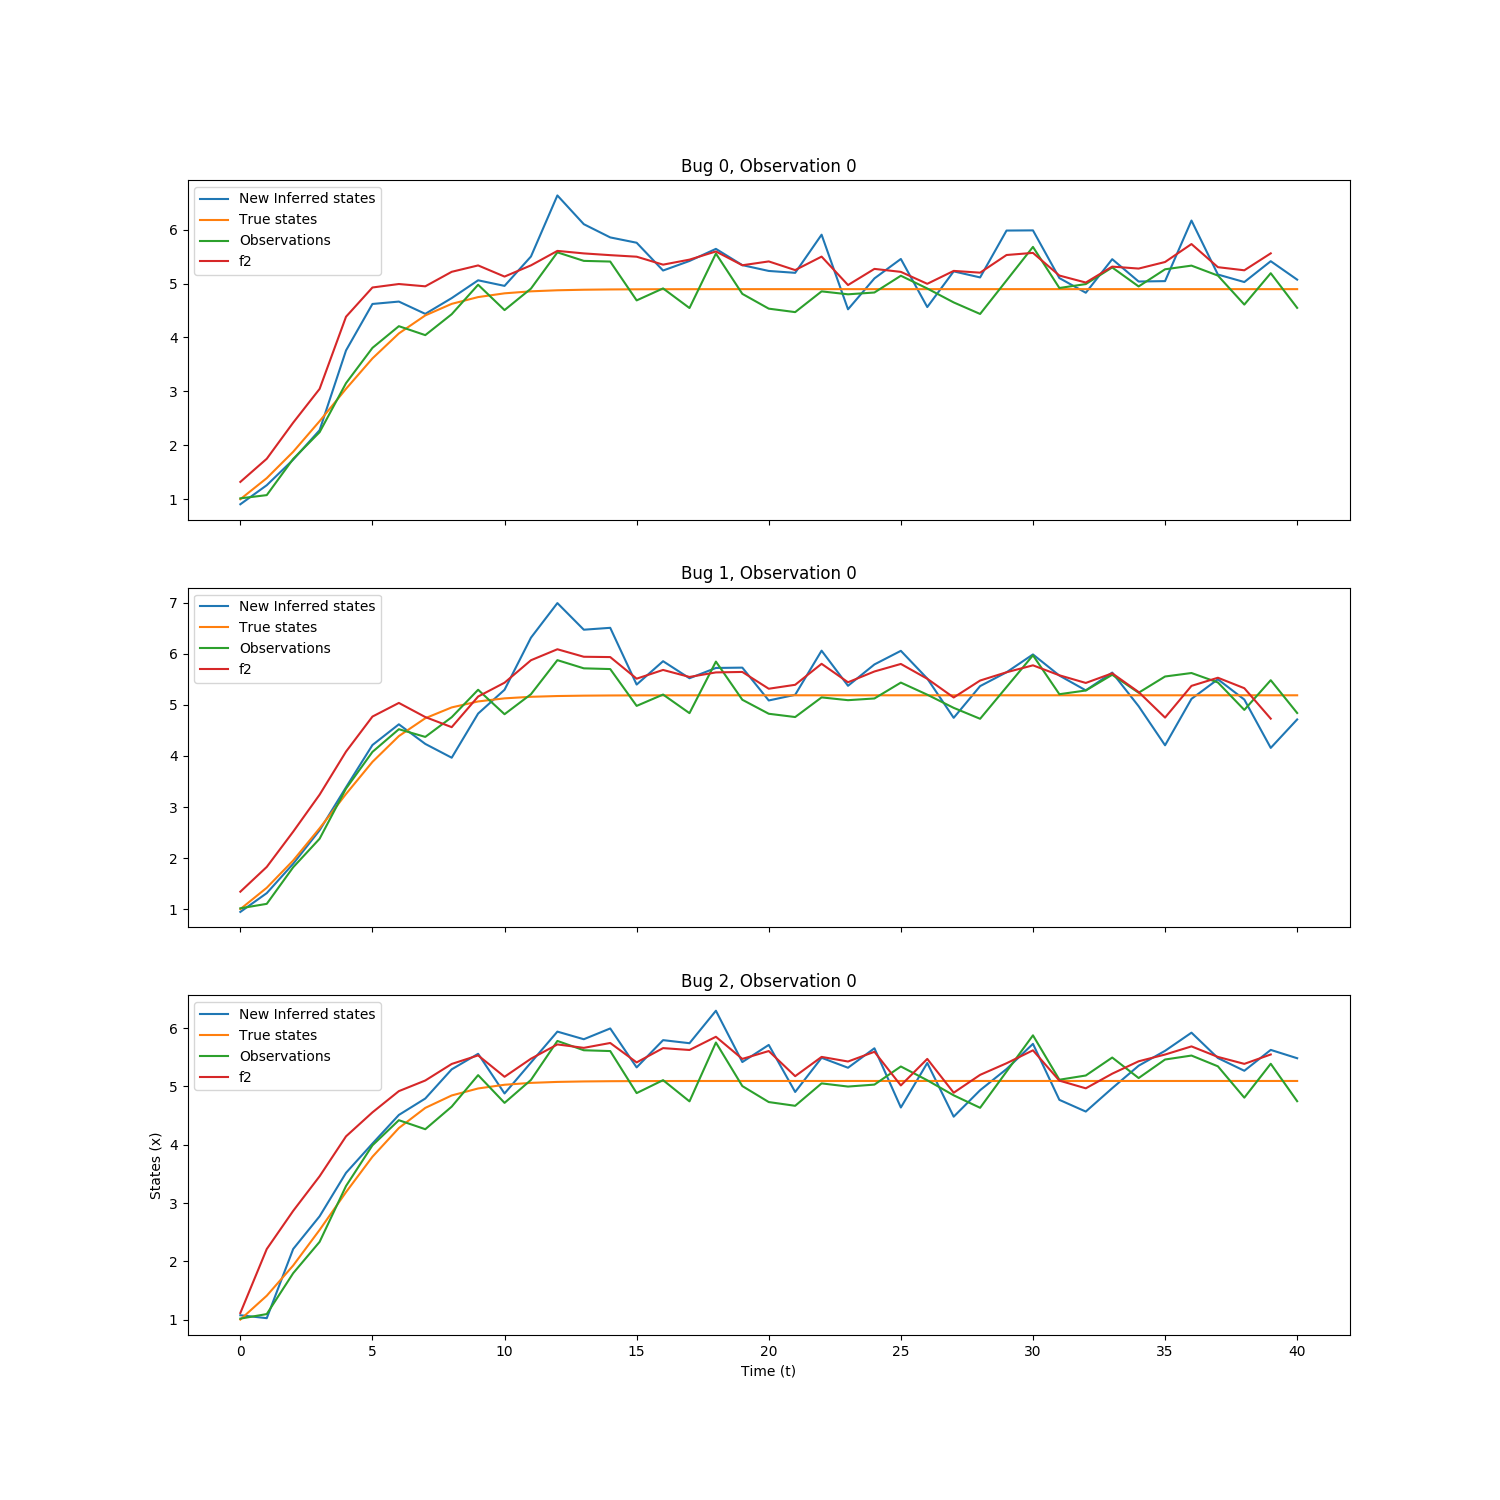 Bug 0, Observation 0
New Inferred states
True states
Observations
f2
6
5
4
3
2
1
Bug 1, Observation 0
New Inferred states
True states
Observations
f2
7
6
5
4
3
2
1
Bug 2, Observation 0
New Inferred states
True states
Observations
f2
6
5
4
3
2
1
States (x)
0 5 10 15 20 25 30 35 40
Time (t)